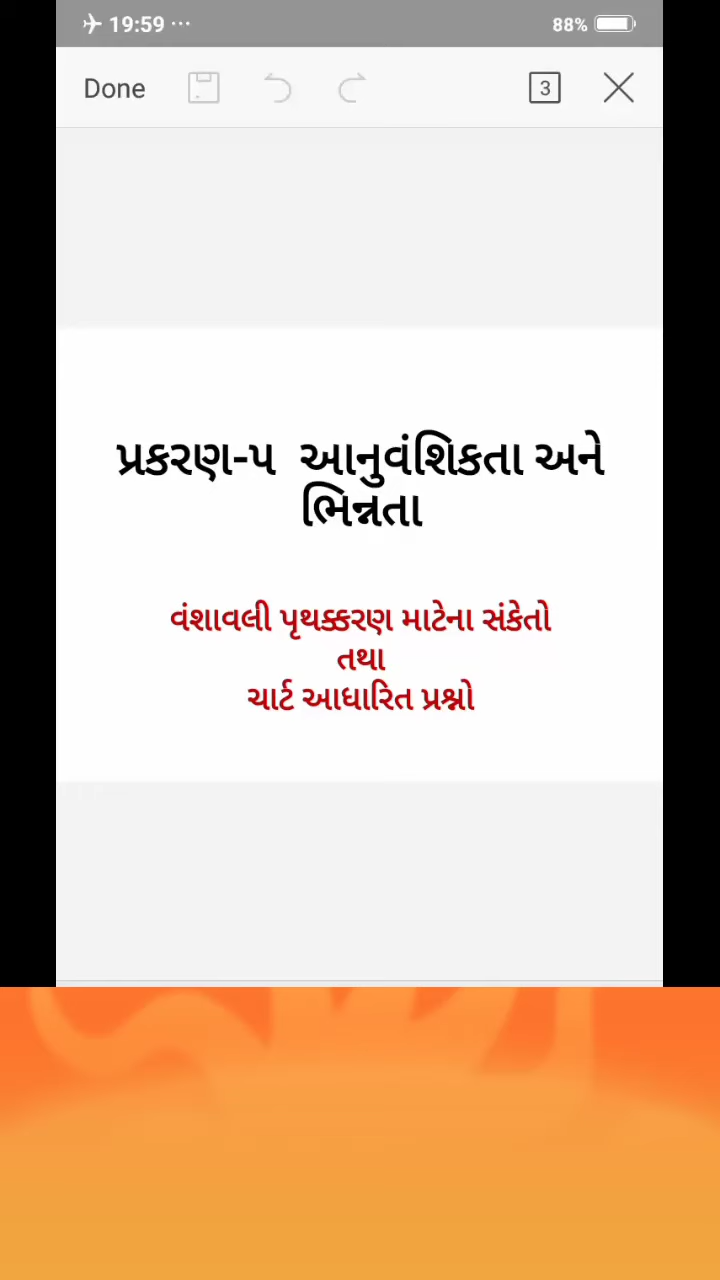 19:59 ...
88%
Done
3
પ્રકરણ-૫ આનુવંશિકતા અને
ભિન્નતા
વંશાવલી પૃથક્કરણ માટેના સંકેતો
તથા
ચાર્ટ આધારિત પ્રશ્નો